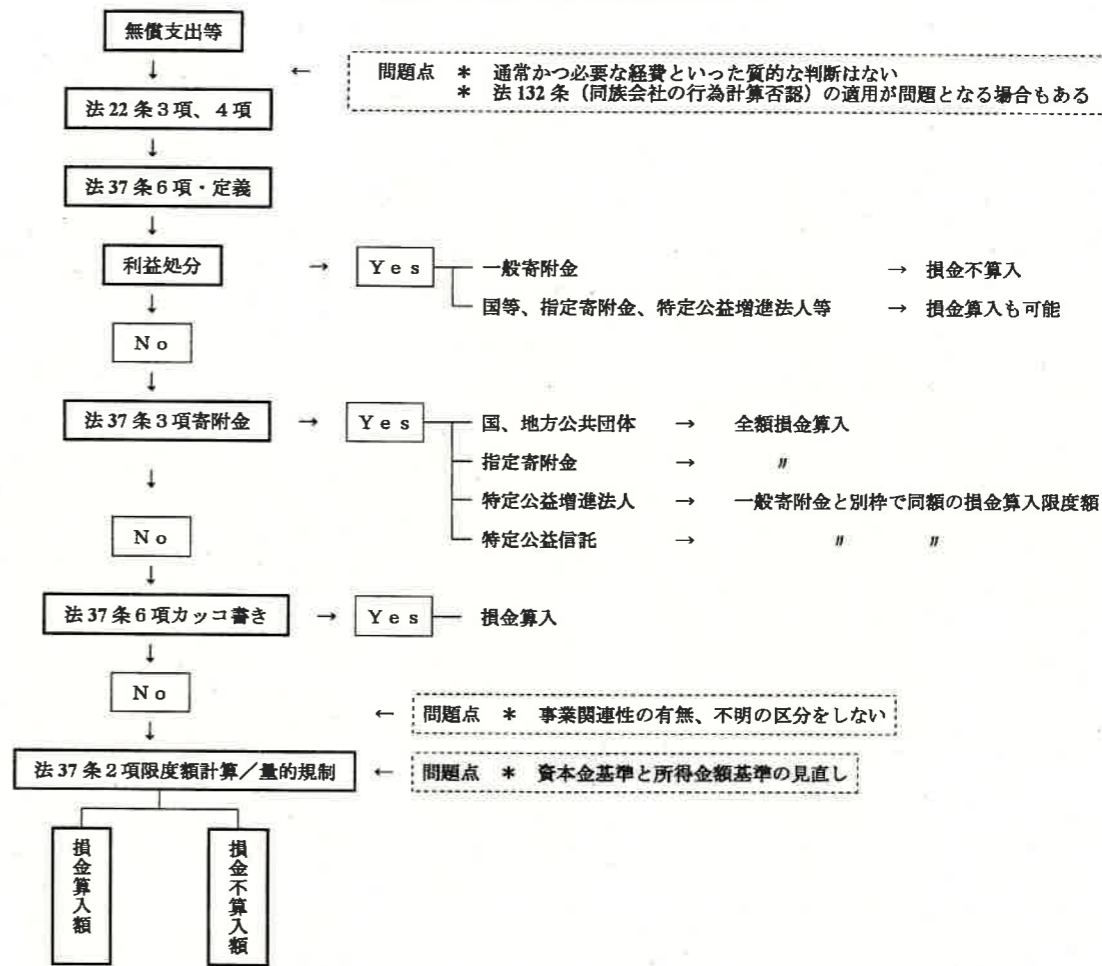 無償支出等
↓
← 問題点 * 通常かつ必要な経費といった質的な判断はない
* 法132条（同族会社の行為計算否認）の適用が問題となる場合もある
法22条3項、4項
↓
法37条6項・定義
↓
利益処分 → Yes 一般寄附金 → 損金不算入
国等、指定寄附金、特定公益増進法人等 → 損金算入も可能
↓
No
↓
法37条3項寄附金 → Yes 国、地方公共団体 → 全額損金算入
指定寄附金 → 〃
特定公益増進法人 → 一般寄附金と別枠で同額の損金算入限度額
特定公益信託 → 〃 〃
↓
No
↓
法37条6項カッコ書き → Yes 損金算入
↓
No
← 問題点 * 事業関連性の有無、不明の区分をしない
↓
法37条2項限度額計算／量的規制 ← 問題点 * 資本金基準と所得金額基準の見直し
損金算入額
損金不算入額